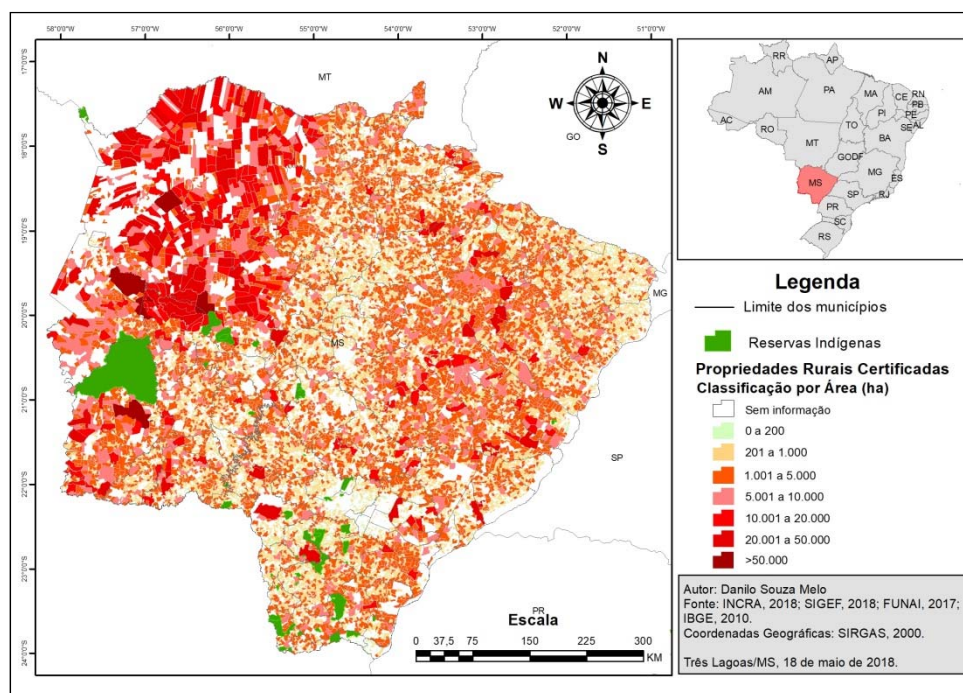 58°0'0"S 57°0'0"S 56°0'0"S 55°0'0"S 54°0'0"S 53°0'0"S 52°0'0"S 51°0'0"S
17°0'0"S
18°0'0"S
19°0'0"S
20°0'0"S
21°0'0"S
22°0'0"S
23°0'0"S
24°0'0"S
MT
GO
MG
MS
SP
PR
N
W E
S
RR AP
AM PA MA CE RN
PB
PI PE
AC AL
TO SE
RO BA
MT
GODF
MG
MS ES
SP RJ
PR
SC
RS
Escala
0 37,5 75 150 225 300
KM
Legenda
Limite dos municípios
Reservas Indígenas
Propriedades Rurais Certificadas
Classificação por Área (ha)
Sem informação
0 a 200
201 a 1.000
1.001 a 5.000
5.001 a 10.000
10.001 a 20.000
20.001 a 50.000
>50.000
Autor: Danilo Souza Melo
Fonte: INCRA, 2018; SIGEF, 2018; FUNAI, 2017;
IBGE, 2010.
Coordenadas Geográficas: SIRGAS, 2000.
Três Lagoas/MS, 18 de maio de 2018.